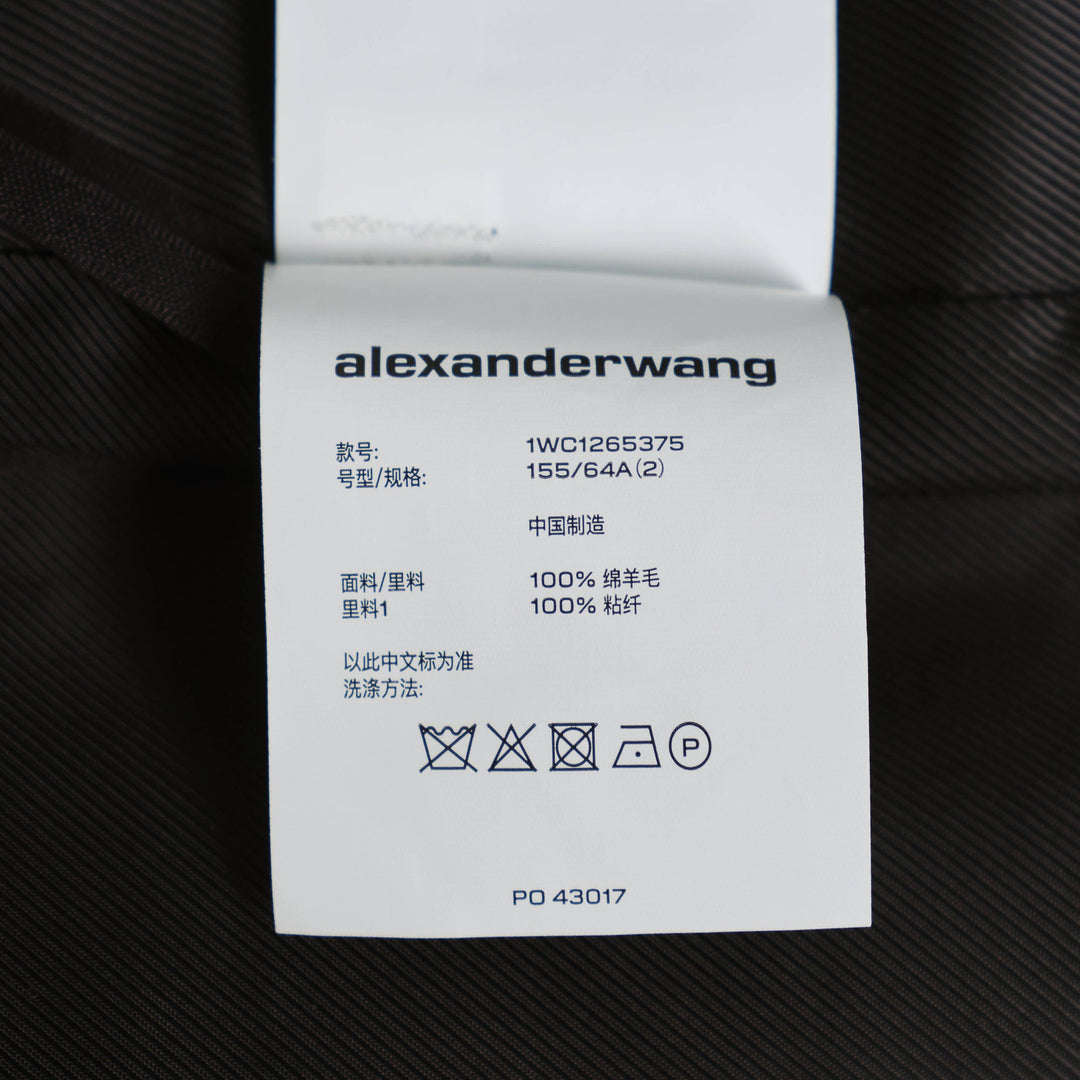 alexanderwang
款号: 1WC1265375
号型/规格: 155/64A(2)
中国制造
面料/里料 100% 绵羊毛
里料1 100% 粘纤
以此中文标为准
洗涤方法:
P
PO 43017